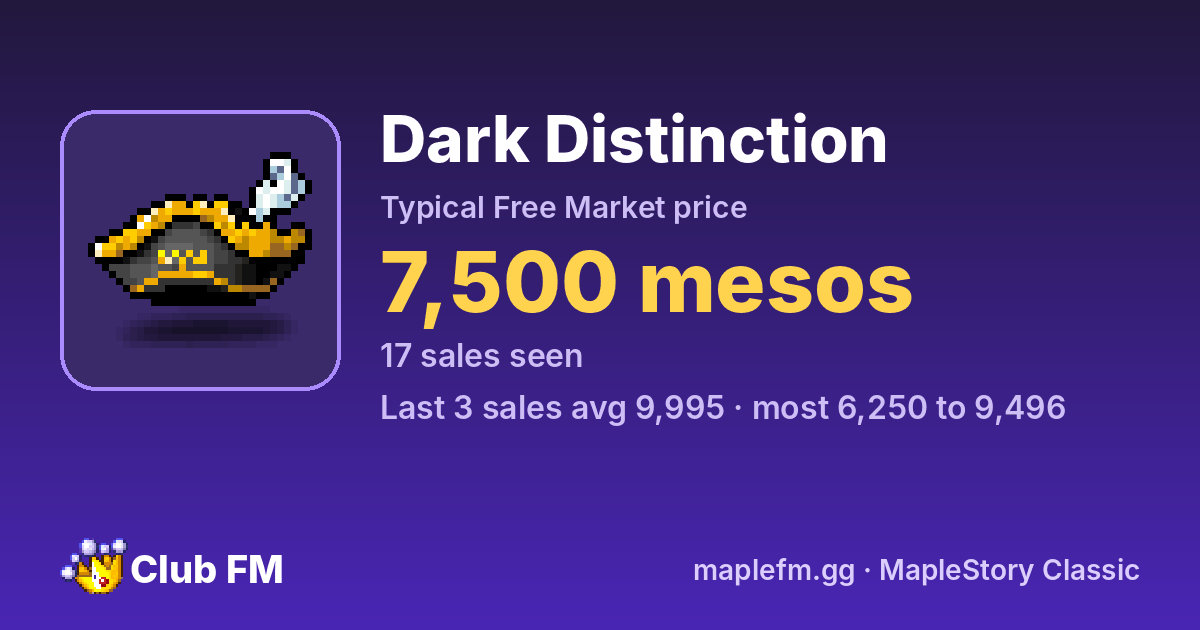 Dark Distinction
Typical Free Market price
7,500 mesos
17 sales seen
Last 3 sales avg 9,995 · most 6,250 to 9,496
Club FM
maplefm.gg · MapleStory Classic